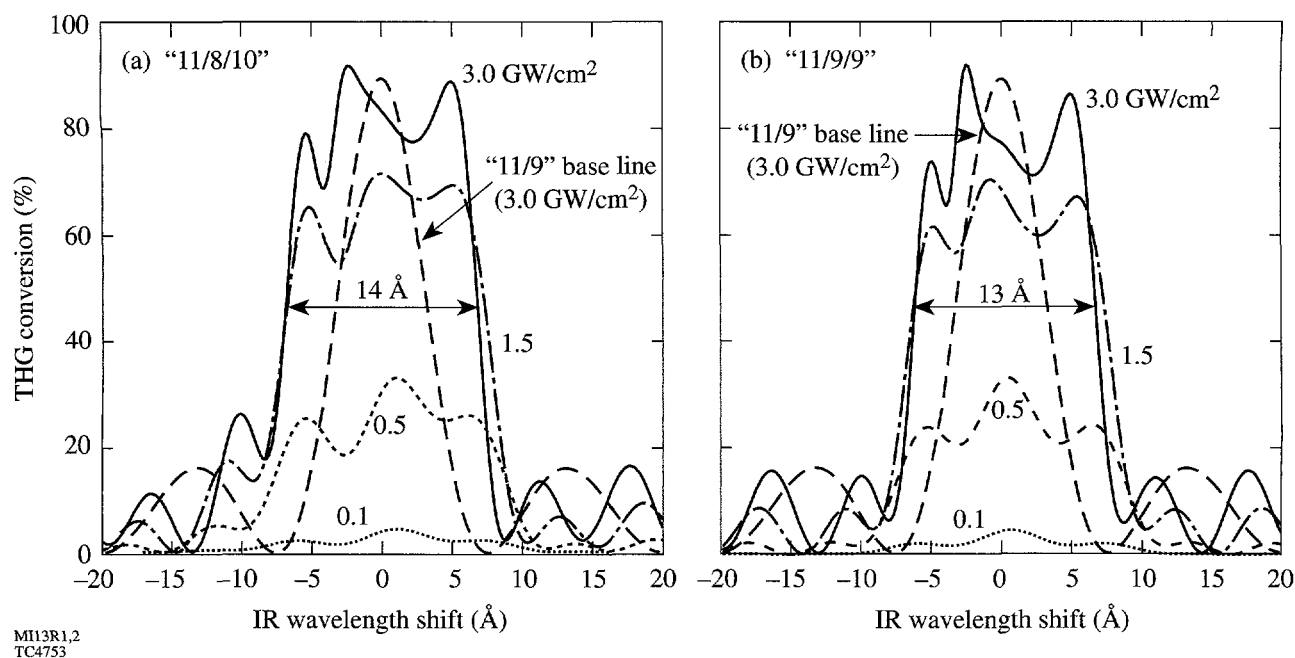 100
80
60
40
20
0
THG conversion (%)
(a) “11/8/10”
3.0 GW/cm²
“11/9” base line
(3.0 GW/cm²)
14 Å
1.5
0.5
0.1
–20 –15 –10 –5 0 5 10 15 20
IR wavelength shift (Å)
(b) “11/9/9”
3.0 GW/cm²
“11/9” base line
(3.0 GW/cm²)
13 Å
1.5
0.5
0.1
–20 –15 –10 –5 0 5 10 15 20
IR wavelength shift (Å)
MI13R1,2
TC4753